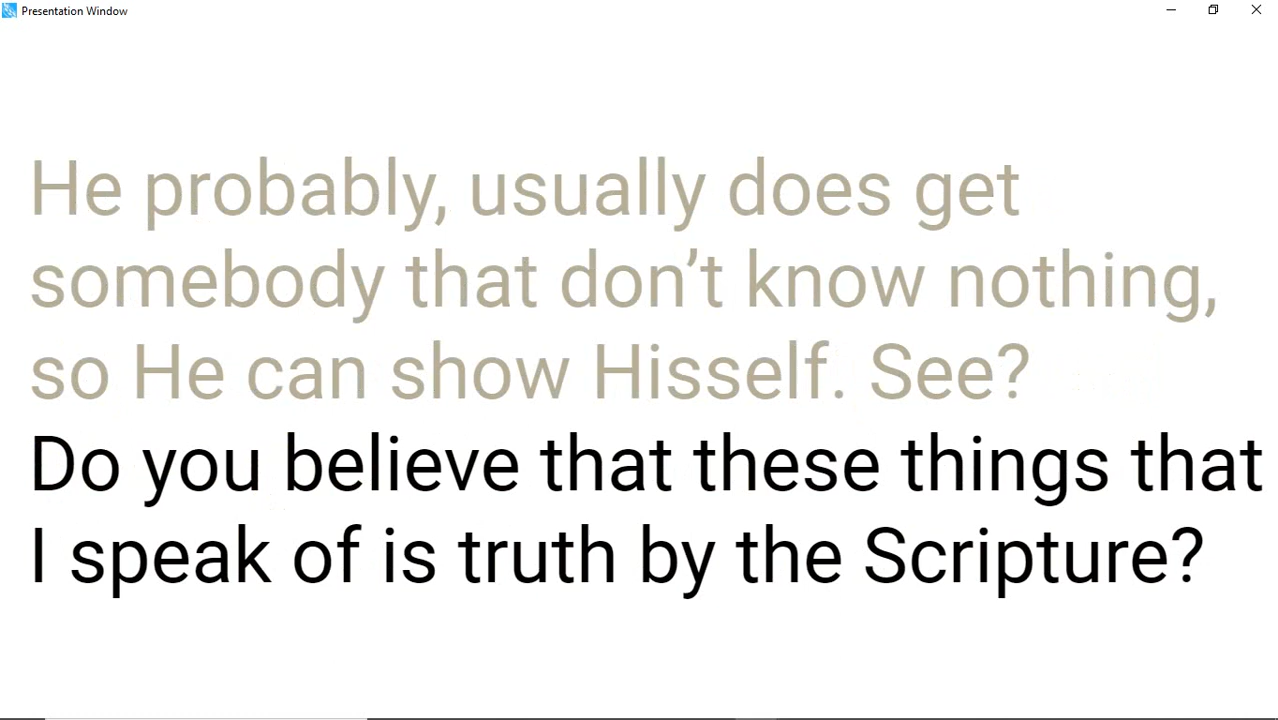 Presentation Window
He probably, usually does get
somebody that don’t know nothing,
so He can show Hisself. See?
Do you believe that these things that
I speak of is truth by the Scripture?